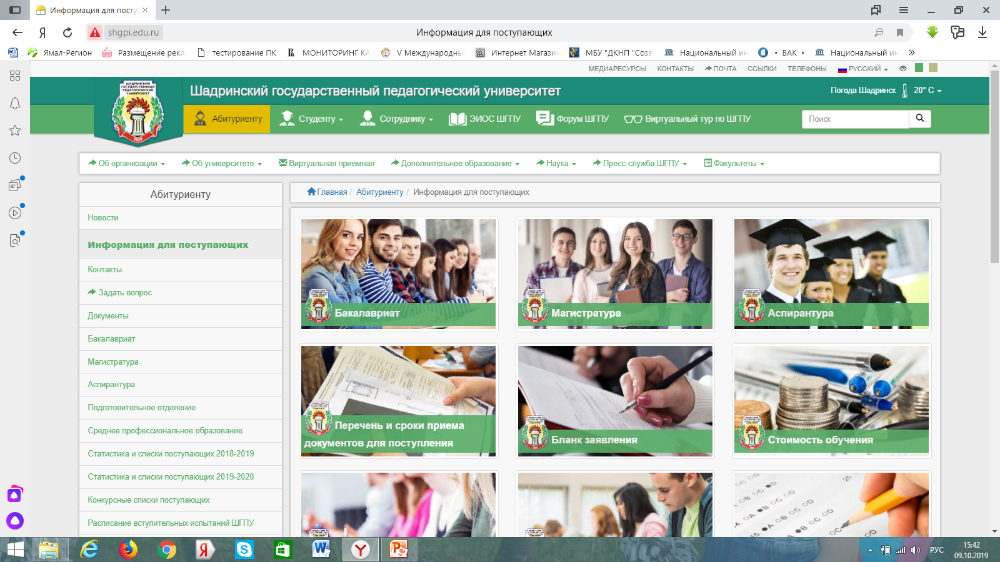 Информация для посту
shgpi.edu.ru
Информация для поступающих
Ямал-Регион
Размещение рекл
тестирование ПК
МОНИТОРИНГ КА
V Международны
Интернет Магази
МБУ "ДКНП "Созв
Национальный ин
• ВАК •
Национальный ин
МЕДИАРЕСУРСЫ КОНТАКТЫ ПОЧТА ССЫЛКИ ТЕЛЕФОНЫ РУССКИЙ
ШАДРИНСКИЙ
ГОСУДАРСТВЕННЫЙ
ПЕДАГОГИЧЕСКИЙ
УНИВЕРСИТЕТ
1939
Шадринский государственный педагогический университет
Погода Шадринск 20° C
Абитуриенту Студенту Сотруднику ЭИОС ШГПУ Форум ШГПУ Виртуальный тур по ШГПУ Поиск
Об организации Об университете Виртуальная приемная Дополнительное образование Наука Пресс-служба ШГПУ Факультеты
Абитуриенту
Новости
Информация для поступающих
Контакты
Задать вопрос
Документы
Бакалавриат
Магистратура
Аспирантура
Подготовительное отделение
Среднее профессиональное образование
Статистика и списки поступающих 2018-2019
Статистика и списки поступающих 2019-2020
Конкурсные списки поступающих
Расписание вступительных испытаний ШГПУ
Главная / Абитуриенту / Информация для поступающих
Бакалавриат
Магистратура
Аспирантура
Перечень и сроки приема
документов для поступления
Бланк заявления
Стоимость обучения
РУС
15:42
09.10.2019